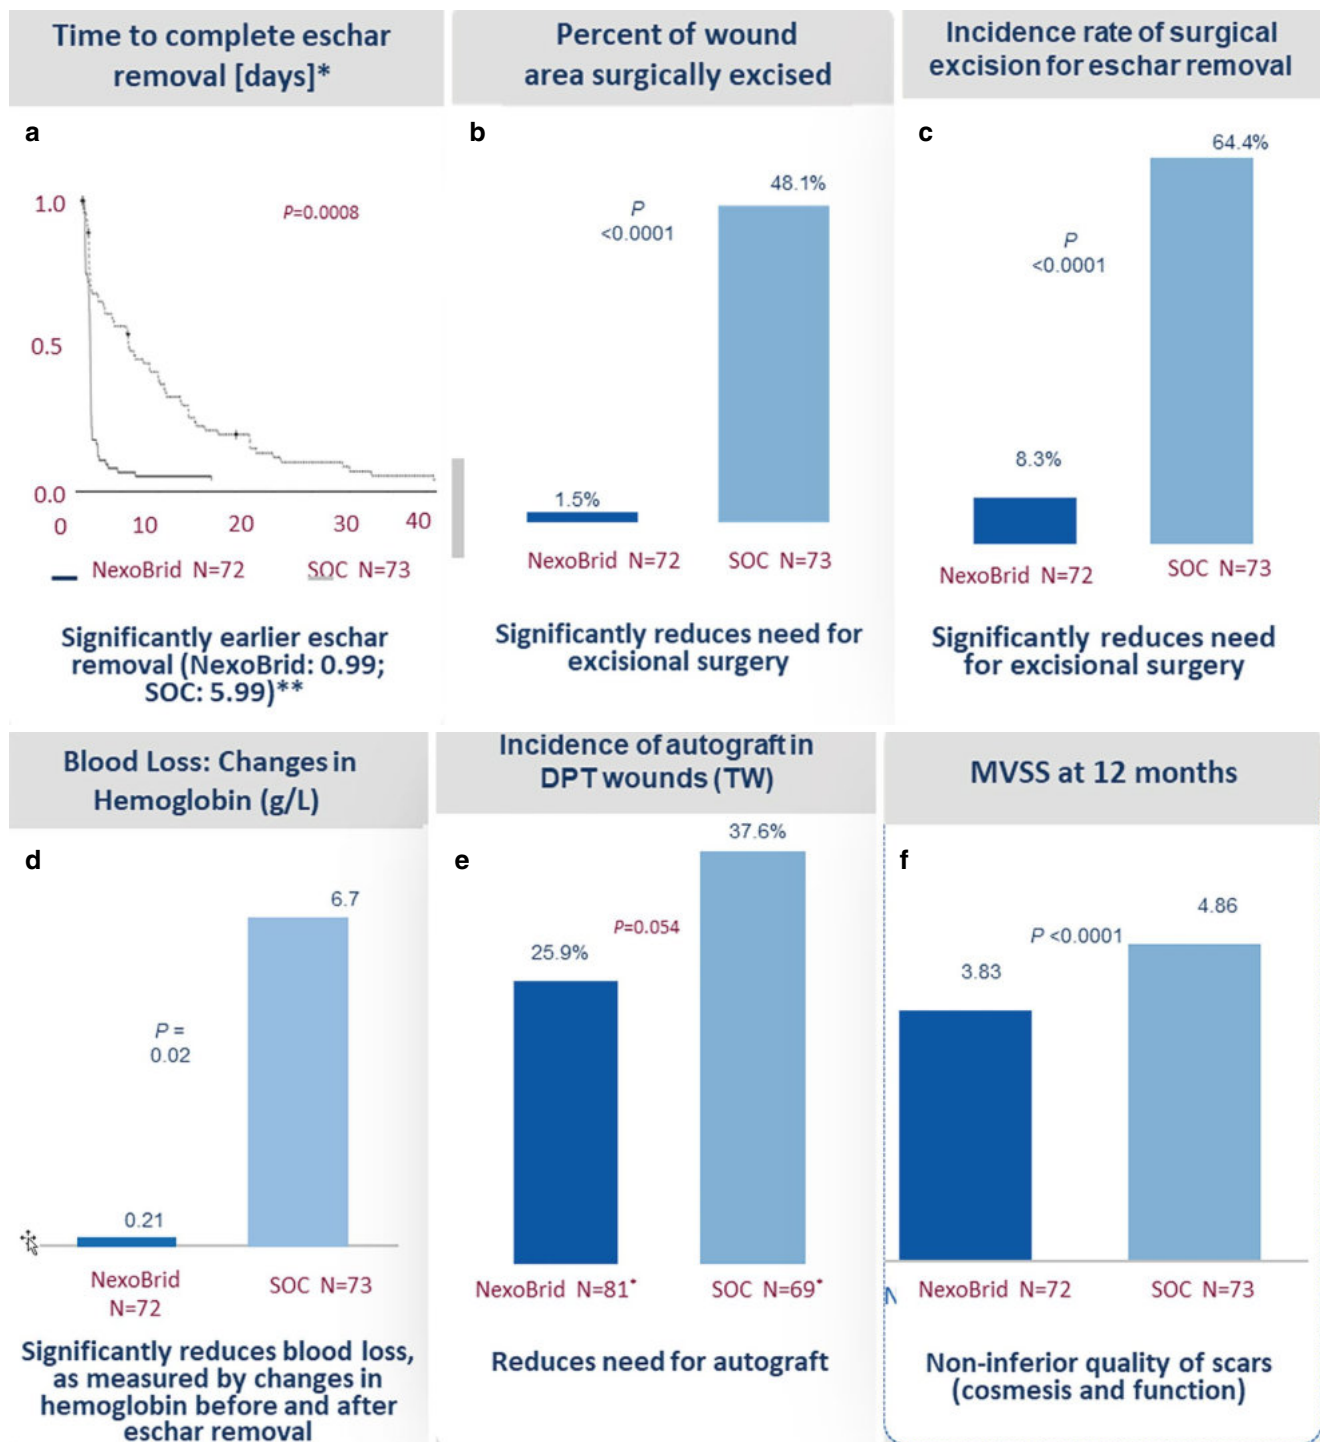 Time to complete eschar
removal [days]*
a
1.0
P=0.0008
0.5
0.0
0
10
20
30
40
NexoBrid N=72
SOC N=73
Significantly earlier eschar
removal (NexoBrid: 0.99;
SOC: 5.99)**
Percent of wound
area surgically excised
b
48.1%
P
<0.0001
1.5%
NexoBrid N=72
SOC N=73
Significantly reduces need for
excisional surgery
Incidence rate of surgical
excision for eschar removal
c
64.4%
P
<0.0001
8.3%
NexoBrid N=72
SOC N=73
Significantly reduces need
for excisional surgery
Blood Loss: Changes in
Hemoglobin (g/L)
d
6.7
P =
0.02
0.21
NexoBrid
N=72
SOC N=73
Significantly reduces blood loss,
as measured by changes in
hemoglobin before and after
eschar removal
Incidence of autograft in
DPT wounds (TW)
e
37.6%
P=0.054
25.9%
NexoBrid N=81*
SOC N=69*
Reduces need for autograft
MVSS at 12 months
f
4.86
P <0.0001
3.83
N
NexoBrid N=72
SOC N=73
Non-inferior quality of scars
(cosmesis and function)